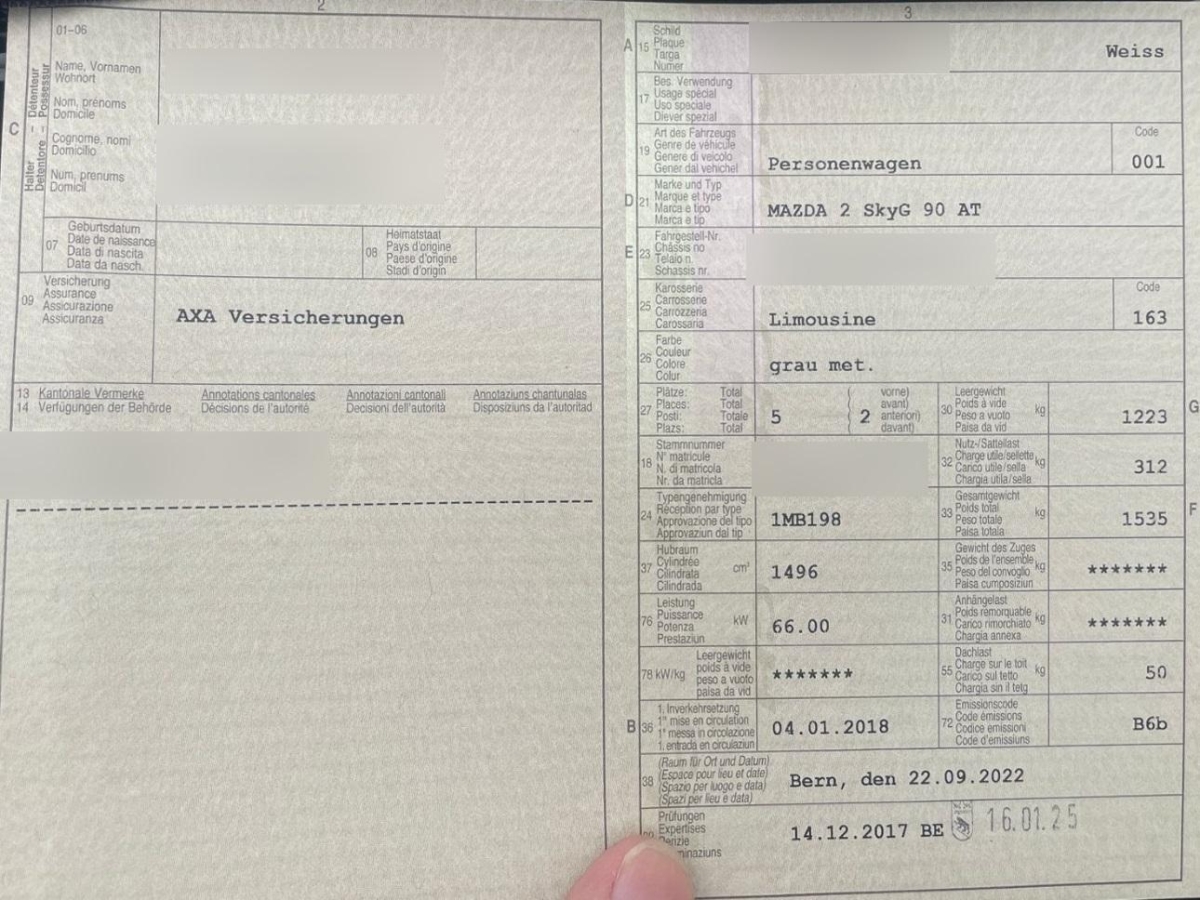 2
01–06
Name, Vornamen
Wohnort
Nom, prénoms
Domicile
Cognome, nomi
Domicilio
Num, prenums
Domicil
C
Halter – Détenteur
Detentore – Possessur
07
Geburtsdatum
Date de naissance
Data di nascita
Data da nasch.
08
Heimatstaat
Pays d'origine
Paese d'origine
Stadi d'origin
09
Versicherung
Assurance
Assicurazione
Assicuranza
AXA Versicherungen
13 Kantonale Vermerke Annotations cantonales Annotazioni cantonali Annotaziuns chantunalas
14 Verfügungen der Behörde Décisions de l'autorité Decisioni dell'autorità Disposiziuns da l'autoritad
3
A 15
Schild
Plaque
Targa
Numer
Weiss
17
Bes. Verwendung
Usage spécial
Uso speciale
Diever spezial
19
Art des Fahrzeugs
Genre de véhicule
Genere di veicolo
Gener dal vehichel
Personenwagen
Code
001
D 21
Marke und Typ
Marque et type
Marca e tipo
Marca e tip
MAZDA 2 SkyG 90 AT
E 23
Fahrgestell-Nr.
Châssis no
Telaio n.
Schassis nr.
25
Karosserie
Carrosserie
Carrozzeria
Carossaria
Limousine
Code
163
26
Farbe
Couleur
Colore
Colur
grau met.
27
Plätze: Total
Places: Total
Posti: Totale
Plazs: Total
5
2
vorne)
avant)
anteriori)
davant)
30
Leergewicht
Poids à vide
Peso a vuoto
Paisa da vid
kg
1223
G
18
Stammnummer
N° matricule
N. di matricola
Nr. da matricla
32
Nutz-/Sattellast
Charge utile/sellette
Carico utile/sella
Chargia utila/sella
kg
312
24
Typengenehmigung
Réception par type
Approvazione del tipo
Approvaziun dal tip
1MB198
33
Gesamtgewicht
Poids total
Peso totale
Paisa totala
kg
1535
F
37
Hubraum
Cylindrée
Cilindrata
Cilindrada
cm³
1496
35
Gewicht des Zuges
Poids de l'ensemble
Peso del convoglio
Paisa cumposiziun
kg
*******
76
Leistung
Puissance
Potenza
Prestaziun
kW
66.00
31
Anhängelast
Poids remorquable
Carico rimorchiato
Chargia annexa
kg
*******
78 kW/kg
Leergewicht
poids à vide
peso a vuoto
paisa da vid
*******
55
Dachlast
Charge sur le toit
Carico sul tetto
Chargia sin il tetg
kg
50
B 36
1. Inverkehrsetzung
1re mise en circulation
1a messa in circolazione
1. entrada en circulaziun
04.01.2018
72
Emissionscode
Code émissions
Codice emissioni
Code d'emissiuns
B6b
38
(Raum für Ort und Datum)
(Espace pour lieu et date)
(Spazio per luogo e data)
(Spazi per lieu e data)
Bern, den 22.09.2022
Prüfungen
Expertises
14.12.2017 BE
16.01.25